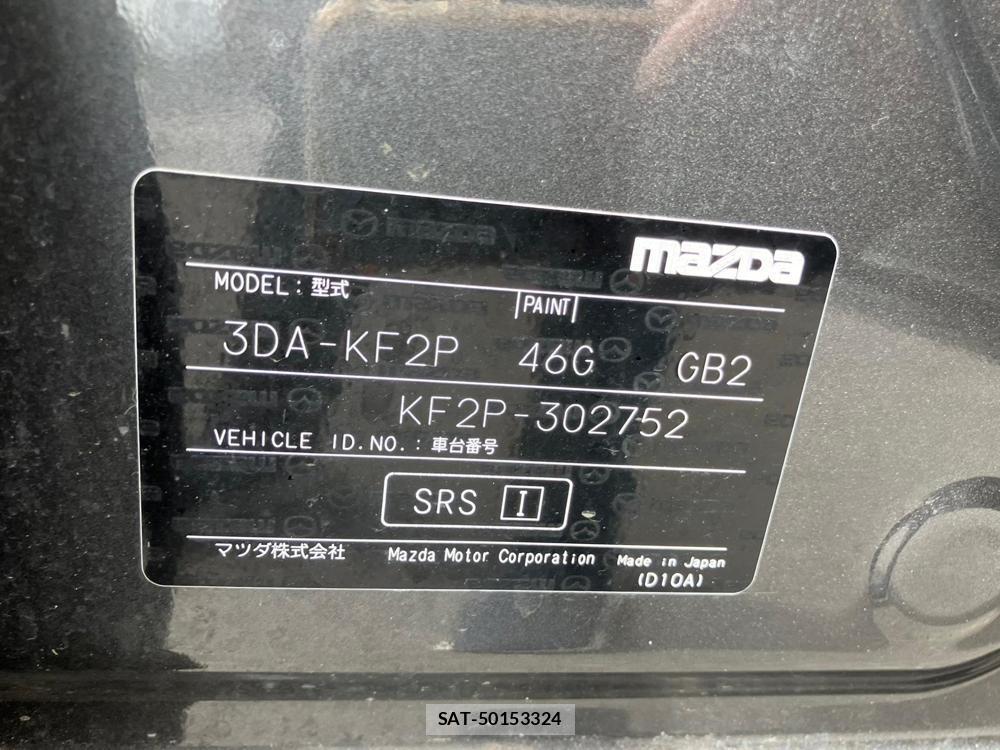 mazda
MODEL: 型式
PAINT
3DA-KF2P 46G GB2
KF2P-302752
VEHICLE ID.NO.: 車台番号
SRS I
マツダ株式会社 Mazda Motor Corporation Made in Japan
(D10A)
SAT-50153324